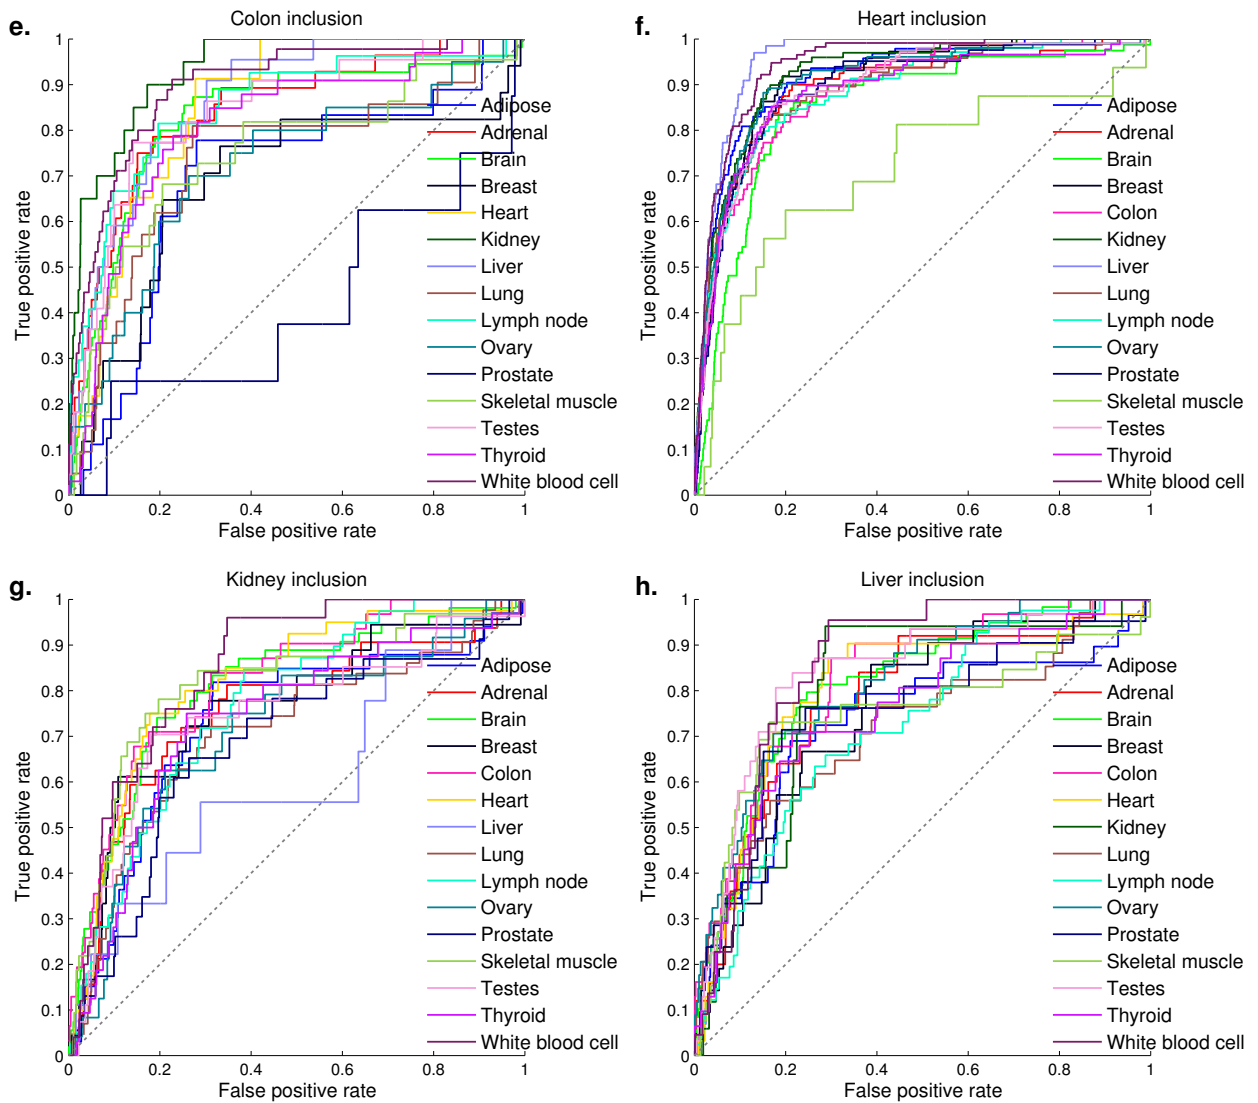 e.
Colon inclusion
True positive rate
1
0.9
0.8
0.7
0.6
0.5
0.4
0.3
0.2
0.1
0
0 0.2 0.4 0.6 0.8 1
False positive rate
Adipose
Adrenal
Brain
Breast
Heart
Kidney
Liver
Lung
Lymph node
Ovary
Prostate
Skeletal muscle
Testes
Thyroid
White blood cell
f.
Heart inclusion
True positive rate
1
0.9
0.8
0.7
0.6
0.5
0.4
0.3
0.2
0.1
0
0 0.2 0.4 0.6 0.8 1
False positive rate
Adipose
Adrenal
Brain
Breast
Colon
Kidney
Liver
Lung
Lymph node
Ovary
Prostate
Skeletal muscle
Testes
Thyroid
White blood cell
g.
Kidney inclusion
True positive rate
1
0.9
0.8
0.7
0.6
0.5
0.4
0.3
0.2
0.1
0
0 0.2 0.4 0.6 0.8 1
False positive rate
Adipose
Adrenal
Brain
Breast
Colon
Heart
Liver
Lung
Lymph node
Ovary
Prostate
Skeletal muscle
Testes
Thyroid
White blood cell
h.
Liver inclusion
True positive rate
1
0.9
0.8
0.7
0.6
0.5
0.4
0.3
0.2
0.1
0
0 0.2 0.4 0.6 0.8 1
False positive rate
Adipose
Adrenal
Brain
Breast
Colon
Heart
Kidney
Lung
Lymph node
Ovary
Prostate
Skeletal muscle
Testes
Thyroid
White blood cell